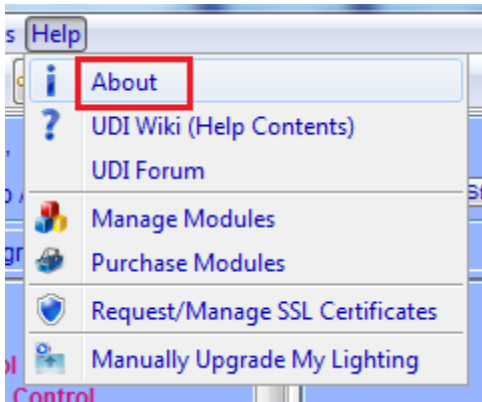 s Help
About
UDI Wiki (Help Contents)
UDI Forum
Manage Modules
Purchase Modules
Request/Manage SSL Certificates
Manually Upgrade My Lighting
Control